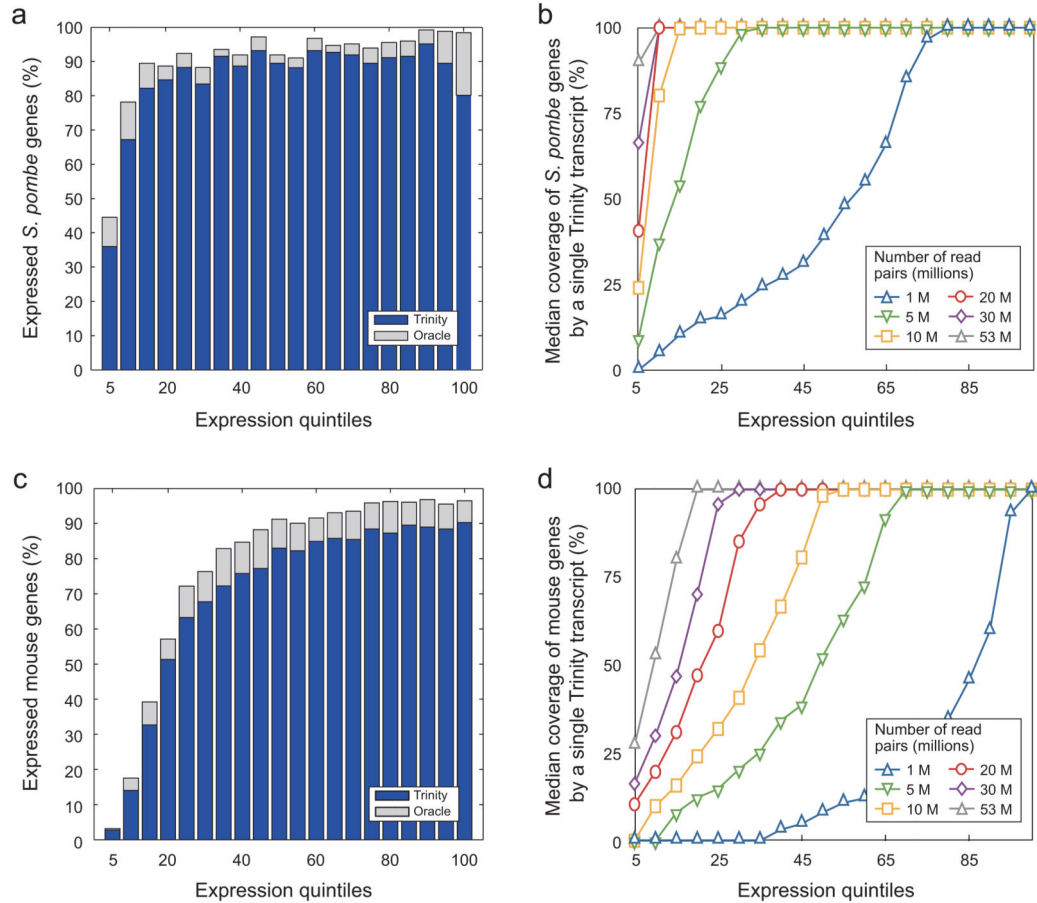 a
Expressed S. pombe genes (%)
100
90
80
70
60
50
40
30
20
10
0
Trinity
Oracle
5
20
40
60
80
100
Expression quintiles
b
Median coverage of S. pombe genes
by a single Trinity transcript (%)
100
75
50
25
0
Number of read
pairs (millions)
1 M
20 M
5 M
30 M
10 M
53 M
5
25
45
65
85
Expression quintiles
c
Expressed mouse genes (%)
100
90
80
70
60
50
40
30
20
10
0
Trinity
Oracle
5
20
40
60
80
100
Expression quintiles
d
Median coverage of mouse genes
by a single Trinity transcript (%)
100
75
50
25
0
Number of read
pairs (millions)
1 M
20 M
5 M
30 M
10 M
53 M
5
25
45
65
85
Expression quintiles